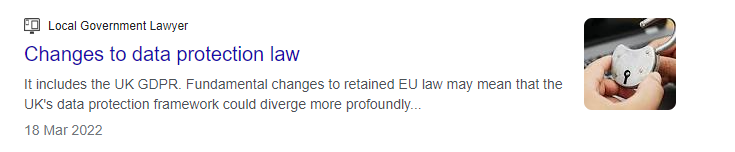 Local Government Lawyer
Changes to data protection law
It includes the UK GDPR. Fundamental changes to retained EU law may mean that the
UK's data protection framework could diverge more profoundly...
18 Mar 2022